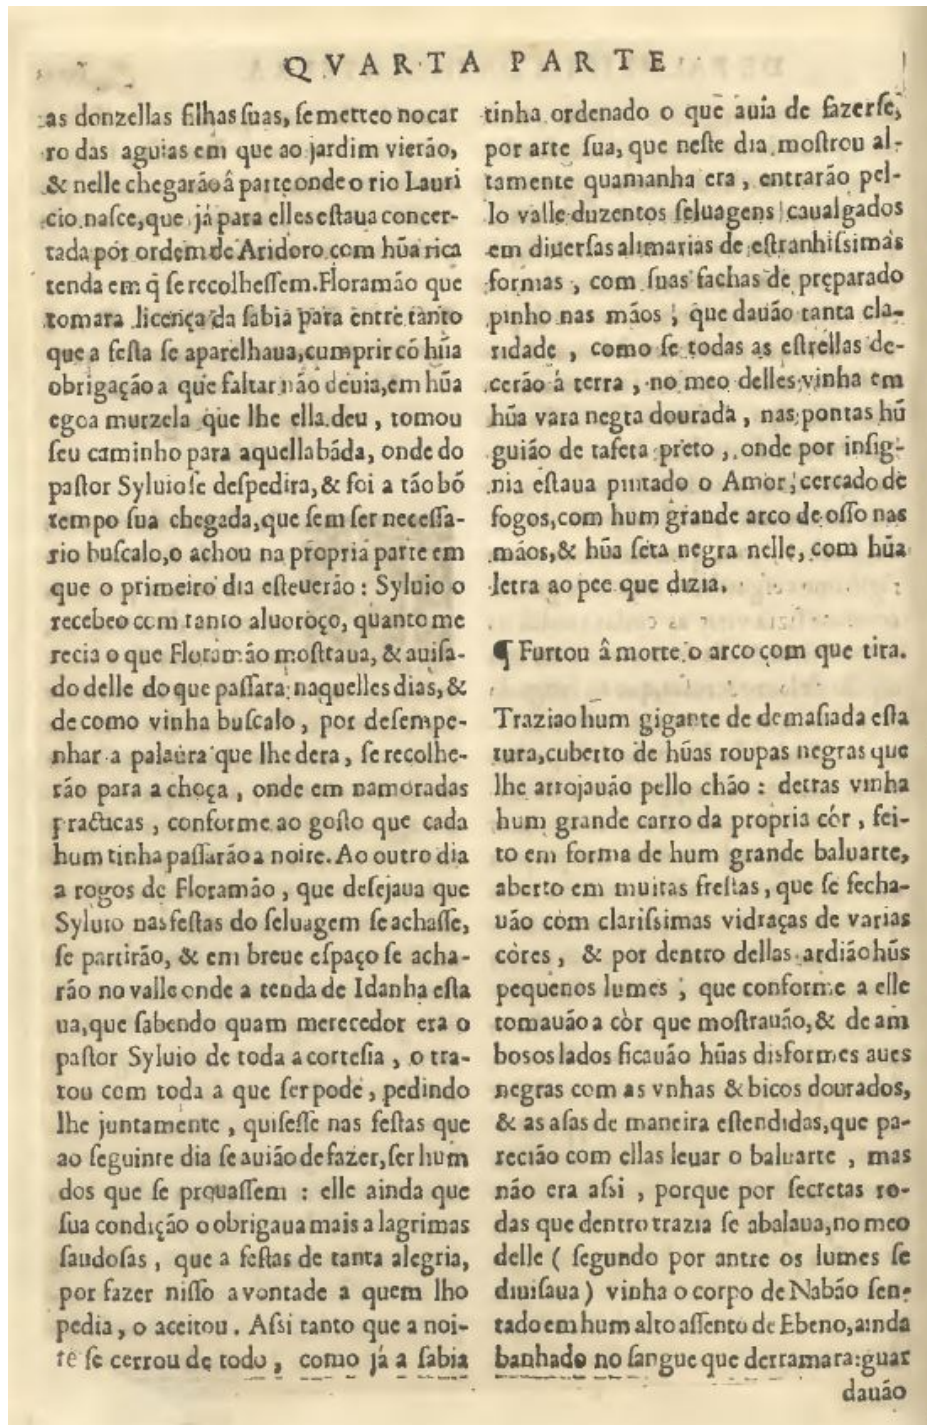 QVARTA PARTE
as donzellas filhas suas, se metteo no car
ro das aguias em que ao jardim vierão,
& nelle chegarão â parte onde o rio Lauri
cio nasce, que já para elles estaua concer-
tada por ordem de Aridoro com hũa rica
tenda em q̃ se recolhessem. Floramão que
tomara licença da sabia para entre tanto
que a festa se aparelhaua, cumprir cõ hũa
obrigação a que faltar não deuia, em hũa
egoa murzela que lhe ella deu, tomou
seu caminho para aquella bãda, onde do
pastor Syluio se despedira, & foi a tão bõ
tempo sua chegada, que sem ser necessa-
rio buscalo, o achou na propria parte em
que o primeiro dia esteuerão: Syluio o
recebeo com tanto aluoroço, quanto me
recia o que Floramão mostraua, & auisa-
do delle do que passara naquelles dias, &
de como vinha buscalo, por desempe-
nhar a palaura que lhe dera, se recolhe-
rão para a choça, onde em namoradas
practicas, conforme ao gosto que cada
hum tinha passarão a noite. Ao outro dia
a rogos de Floramão, que desejaua que
Syluio nas festas do seluagem se achasse,
se partirão, & em breue espaço se acha-
rão no valle onde a tenda de Idanha esta
ua, que sabendo quam merecedor era o
pastor Syluio de toda a cortesia, o tra-
tou com toda a que ser pode, pedindo
lhe juntamente, quisesse nas festas que
ao seguinte dia se auião de fazer, ser hum
dos que se prouassem: elle ainda que
sua condição o obrigaua mais a lagrimas
saudosas, que a festas de tanta alegria,
por fazer nisso a vontade a quem lho
pedia, o aceitou. Assi tanto que a noi-
te se cerrou de todo, como já a sabia
tinha ordenado o que auia de fazerse,
por arte sua, que neste dia mostrou al-
tamente quamanha era, entrarão pel-
lo valle duzentos seluagens caualgados
em diuersas alimarias de estranhissimas
formas, com suas fachas de preparado
pinho nas mãos, que dauão tanta cla-
ridade, como se todas as estrellas de-
cerão á terra, no meo delles vinha em
hũa vara negra dourada, nas pontas hũ
guião de tafeta preto, onde por insig-
nia estaua pintado o Amor, cercado de
fogos, com hum grande arco de osso nas
mãos, & hũa seta negra nelle, com hũa
letra ao pee que dizia.
¶ Furtou â morte o arco com que tira.
Traziao hum gigante de demasiada esta
tura, cuberto de hũas roupas negras que
lhe arrojauão pello chão: detras vinha
hum grande carro da propria còr, fei-
to em forma de hum grande baluarte,
aberto em muitas frestas, que se fecha-
uão com clarissimas vidraças de varias
còres, & por dentro dellas ardião hũs
pequenos lumes, que conforme a elle
tomauão a còr que mostrauão, & de am
bos os lados ficauão hũas disformes aues
negras com as vnhas & bicos dourados,
& as asas de maneira estendidas, que pa-
recião com ellas leuar o baluarte, mas
não era assi, porque por secretas ro-
das que dentro trazia se abalaua, no meo
delle (segundo por antre os lumes se
diuisaua) vinha o corpo de Nabão sen-
tado em hum alto assento de Ebeno, ainda
banhado no sangue que derramara: guar
dauão